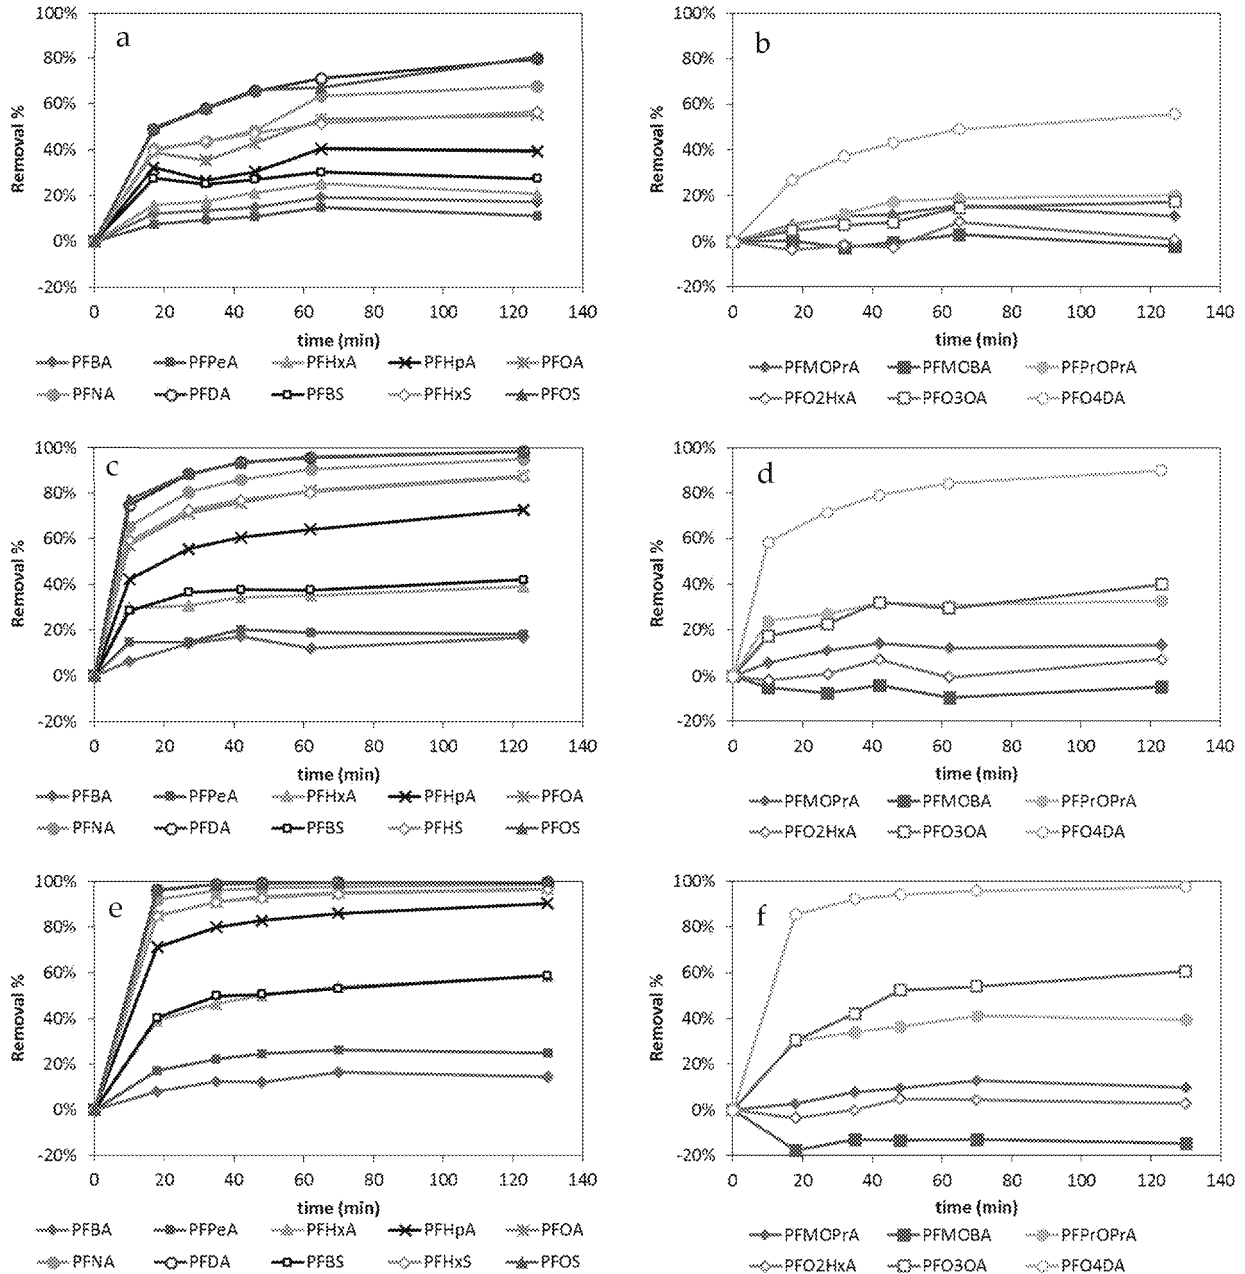 100%
80%
60%
40%
20%
0%
-20%
Removal %
a
0 20 40 60 80 100 120 140
time (min)
PFBA PFPeA PFHxA PFHpA PFOA
PFNA PFDA PFBS PFHxS PFOS
100%
80%
60%
40%
20%
0%
-20%
Removal %
b
0 20 40 60 80 100 120 140
time (min)
PFMOPrA PFMOBA PFPrOPrA
PFO2HxA PFO3OA PFO4DA
100%
80%
60%
40%
20%
0%
-20%
Removal %
c
0 20 40 60 80 100 120 140
time (min)
PFBA PFPeA PFHxA PFHpA PFOA
PFNA PFDA PFBS PFHS PFOS
100%
80%
60%
40%
20%
0%
-20%
Removal %
d
0 20 40 60 80 100 120 140
time (min)
PFMOPrA PFMOBA PFPrOPrA
PFO2HxA PFO3OA PFO4DA
100%
80%
60%
40%
20%
0%
-20%
Removal %
e
0 20 40 60 80 100 120 140
time (min)
PFBA PFPeA PFHxA PFHpA PFOA
PFNA PFDA PFBS PFHxS PFOS
100%
80%
60%
40%
20%
0%
-20%
Removal %
f
0 20 40 60 80 100 120 140
time (min)
PFMOPrA PFMOBA PFPrOPrA
PFO2HxA PFO3OA PFO4DA